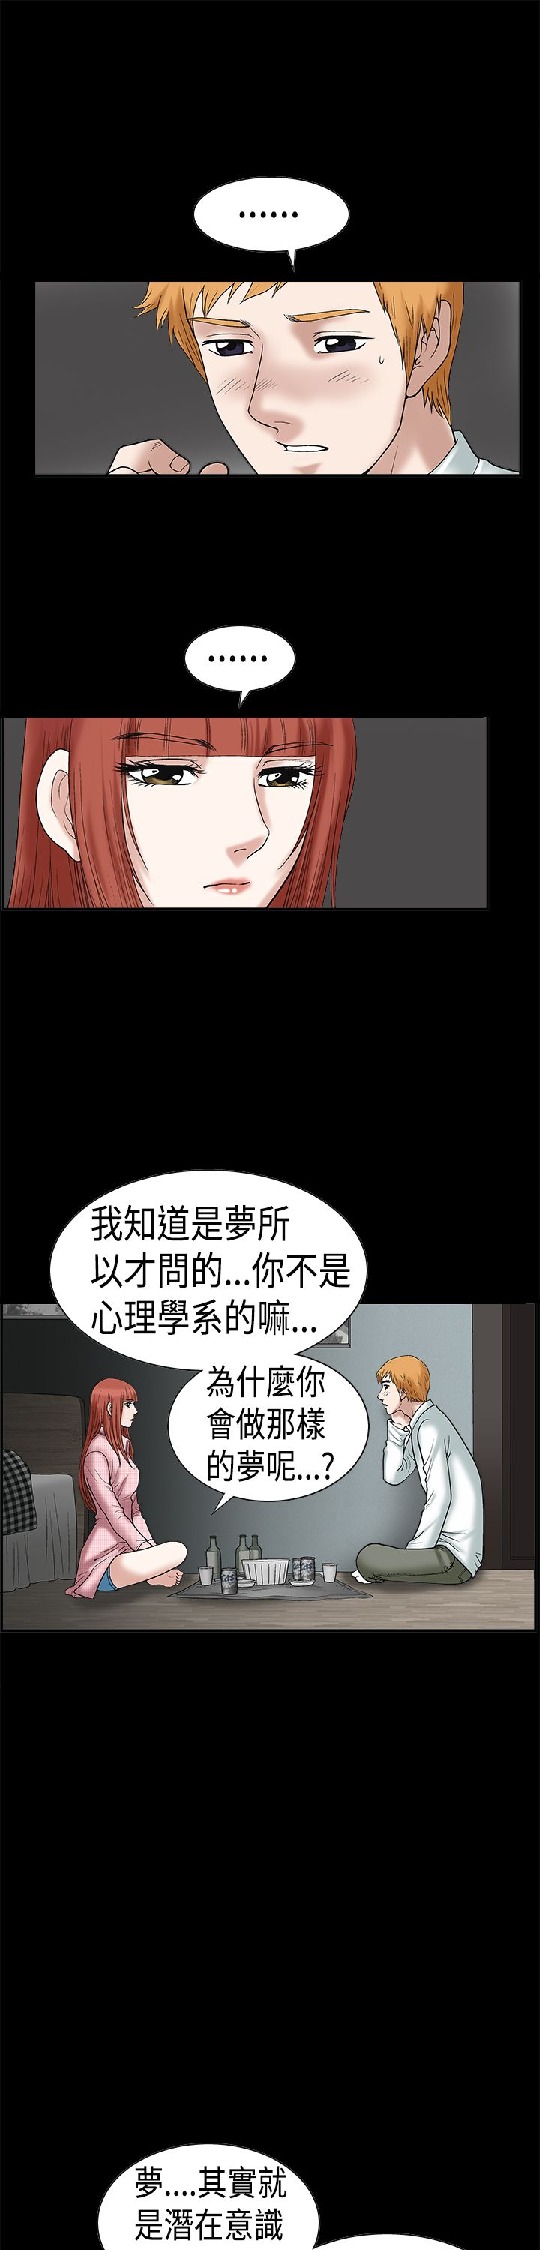 ……
……
我知道是夢所
以才問的...你不是
心理學系的嘛...
為什麼你
會做那樣
的夢呢...?
夢....其實就
是潛在意識